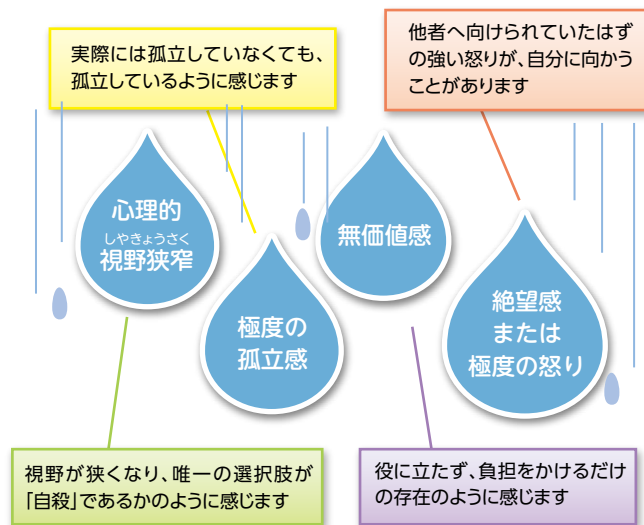 実際には孤立していなくても、
孤立しているように感じます
他者へ向けられていたはず
の強い怒りが、自分に向かう
ことがあります
心理的
しやきょうさく
視野狭窄
極度の
孤立感
無価値感
絶望感
または
極度の怒り
視野が狭くなり、唯一の選択肢が
「自殺」であるかのように感じます
役に立たず、負担をかけるだけ
の存在のように感じます